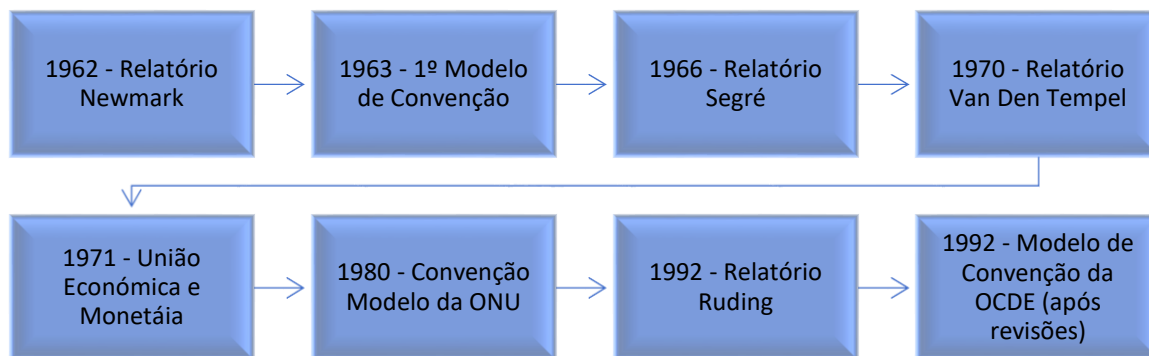 1962 - Relatório
Newmark
1963 - 1º Modelo
de Convenção
1966 - Relatório
Segré
1970 - Relatório
Van Den Tempel
1971 - União
Económica e
Monetáia
1980 - Convenção
Modelo da ONU
1992 - Relatório
Ruding
1992 - Modelo de
Convenção da
OCDE (após
revisões)